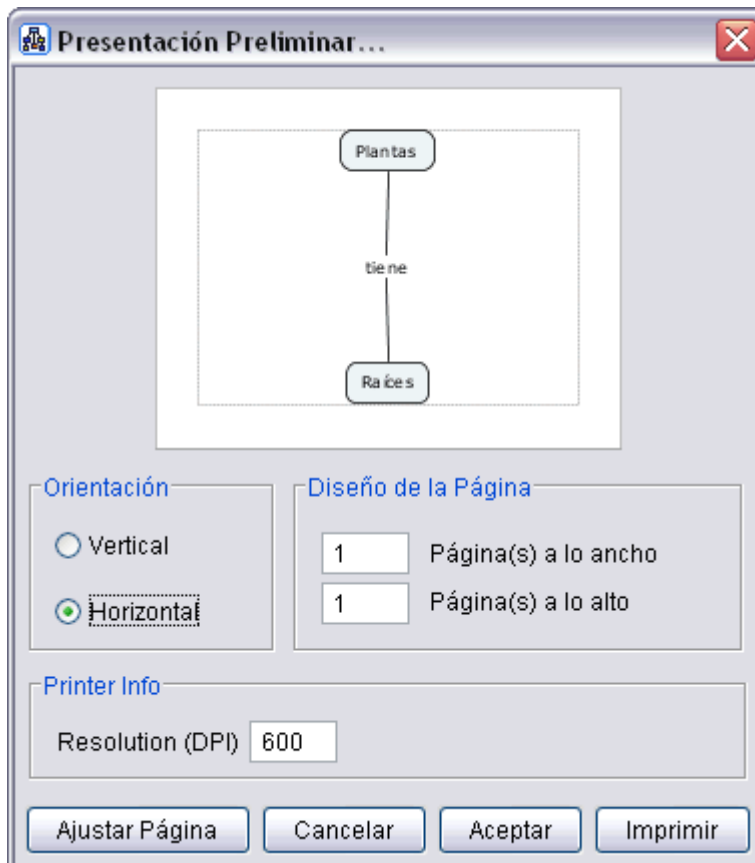 Presentación Preliminar...
Plantas
tiene
Raíces
Orientación
Vertical
Horizontal
Diseño de la Página
1 Página(s) a lo ancho
1 Página(s) a lo alto
Printer Info
Resolution (DPI) 600
Ajustar Página Cancelar Aceptar Imprimir